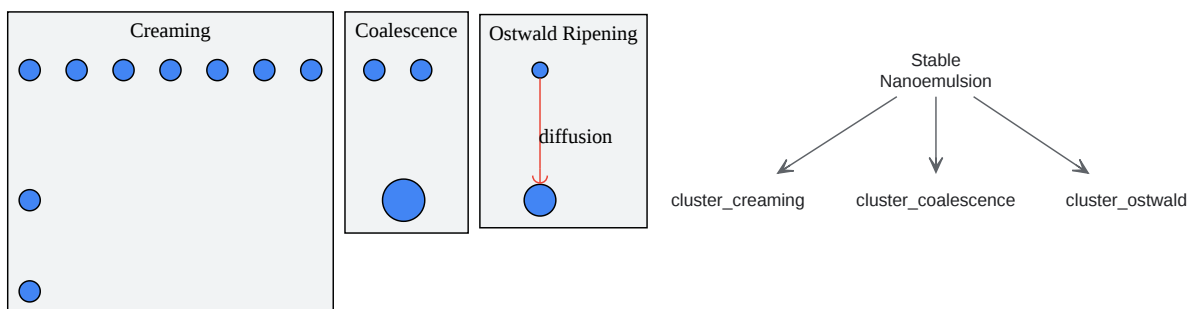 Creaming
Coalescence
Ostwald Ripening
diffusion
Stable
Nanoemulsion
cluster_creaming
cluster_coalescence
cluster_ostwald